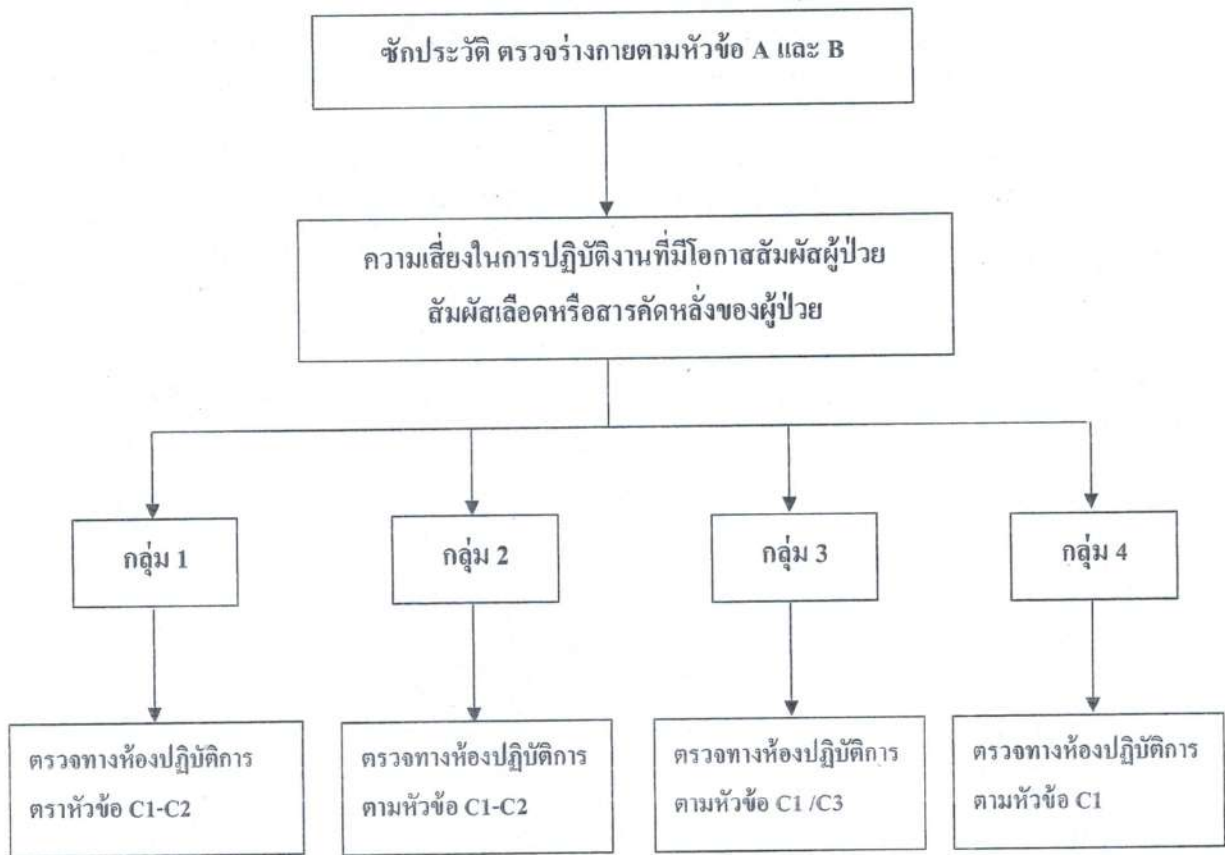 ซักประวัติ ตรวจร่างกายตามหัวข้อ A และ B
ความเสี่ยงในการปฏิบัติงานที่มีโอกาสสัมผัสผู้ป่วย
สัมผัสเลือดหรือสารคัดหลั่งของผู้ป่วย
กลุ่ม 1
กลุ่ม 2
กลุ่ม 3
กลุ่ม 4
ตรวจทางห้องปฏิบัติการ
ตราหัวข้อ C1-C2
ตรวจทางห้องปฏิบัติการ
ตามหัวข้อ C1-C2
ตรวจทางห้องปฏิบัติการ
ตามหัวข้อ C1 /C3
ตรวจทางห้องปฏิบัติการ
ตามหัวข้อ C1